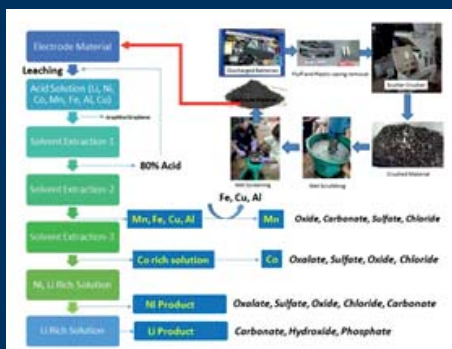 Electrode Material
Leaching
Acid Solution (Li, Ni,
Co, Mn, Fe, Al, Cu)
Graphite/Graphene
Solvent Extraction-1
80% Acid
Solvent Extraction-2
Solvent Extraction-3
Ni, Li Rich Solution
Li Rich Solution
Discharged Batteries
Fluff and Plastic casing removal
Crushed Material
Wet Scrubbing
Wet Screening
Fe, Cu, Al
Mn, Fe, Cu, Al
Mn
Oxide, Carbonate, Sulfate, Chloride
Co rich solution
Co
Oxalate, Sulfate, Oxide, Chloride
Ni Product
Oxalate, Sulfate, Oxide, Chloride, Carbonate
Li Product
Carbonate, Hydroxide, Phosphate